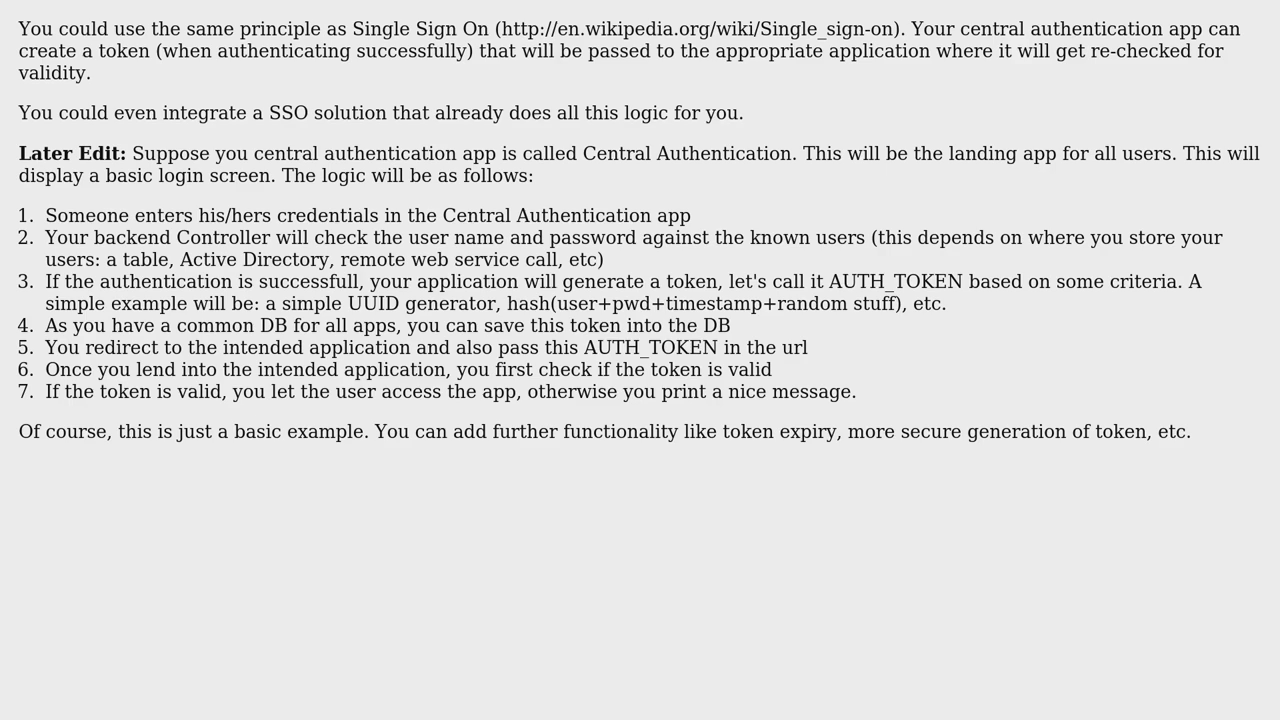 You could use the same principle as Single Sign On (http://en.wikipedia.org/wiki/Single_sign-on). Your central authentication app can
create a token (when authenticating successfully) that will be passed to the appropriate application where it will get re-checked for
validity.
You could even integrate a SSO solution that already does all this logic for you.
Later Edit: Suppose you central authentication app is called Central Authentication. This will be the landing app for all users. This will
display a basic login screen. The logic will be as follows:
1. Someone enters his/hers credentials in the Central Authentication app
2. Your backend Controller will check the user name and password against the known users (this depends on where you store your
users: a table, Active Directory, remote web service call, etc)
3. If the authentication is successfull, your application will generate a token, let's call it AUTH_TOKEN based on some criteria. A
simple example will be: a simple UUID generator, hash(user+pwd+timestamp+random stuff), etc.
4. As you have a common DB for all apps, you can save this token into the DB
5. You redirect to the intended application and also pass this AUTH_TOKEN in the url
6. Once you lend into the intended application, you first check if the token is valid
7. If the token is valid, you let the user access the app, otherwise you print a nice message.
Of course, this is just a basic example. You can add further functionality like token expiry, more secure generation of token, etc.